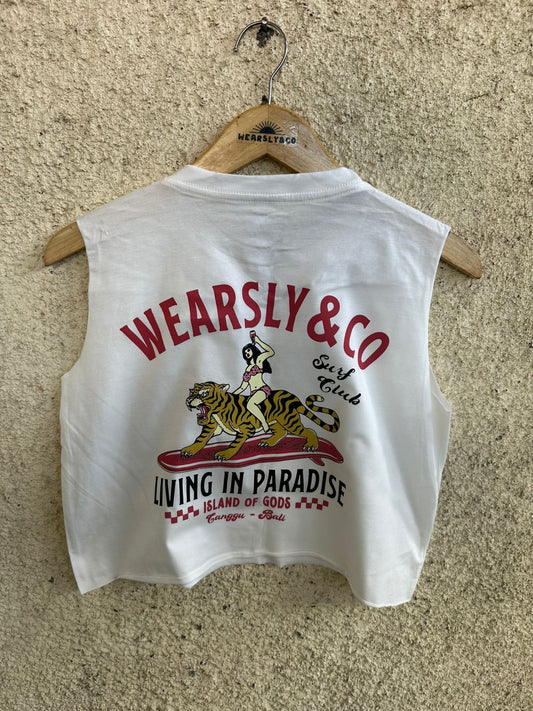 WEARSLY&CO
WEARSLY&CO
Surf
Club
LIVING IN PARADISE
ISLAND OF GODS
Canggu - Bali